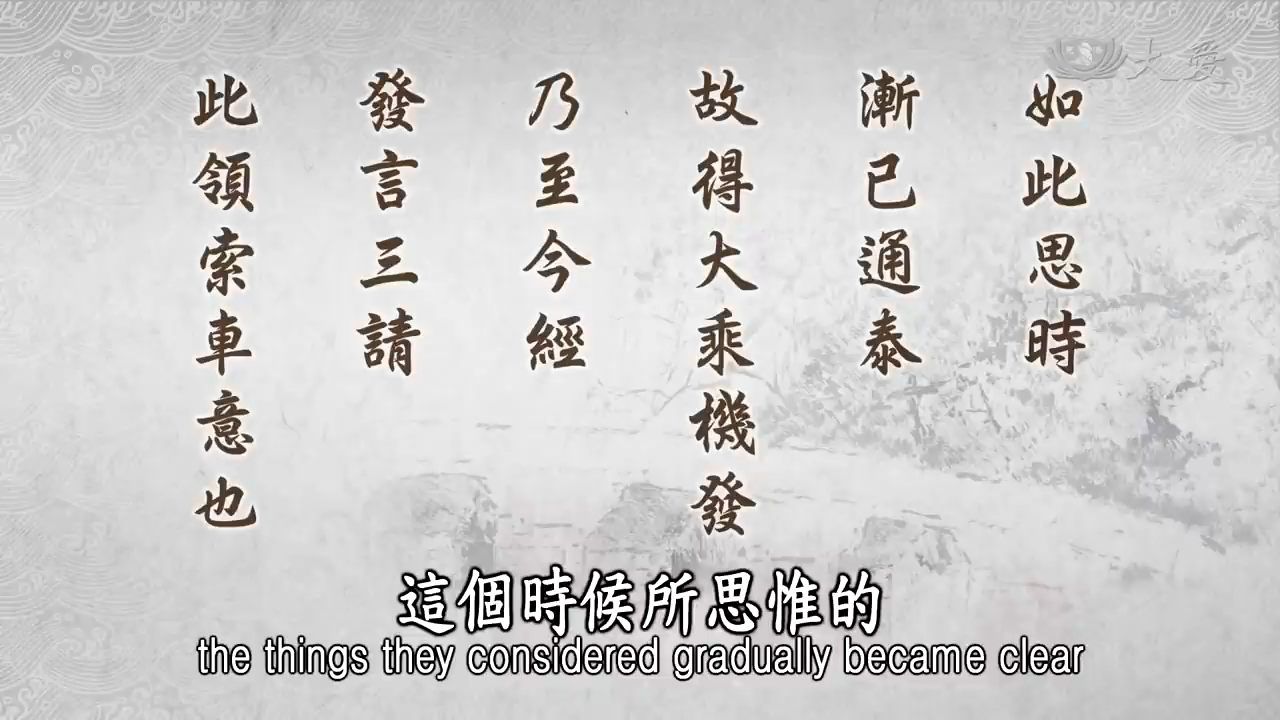 大愛
如此思時
漸已通泰
故得大乘機發
乃至今經
發言三請
此領索車意也
這個時候所思惟的
the things they considered gradually became clear